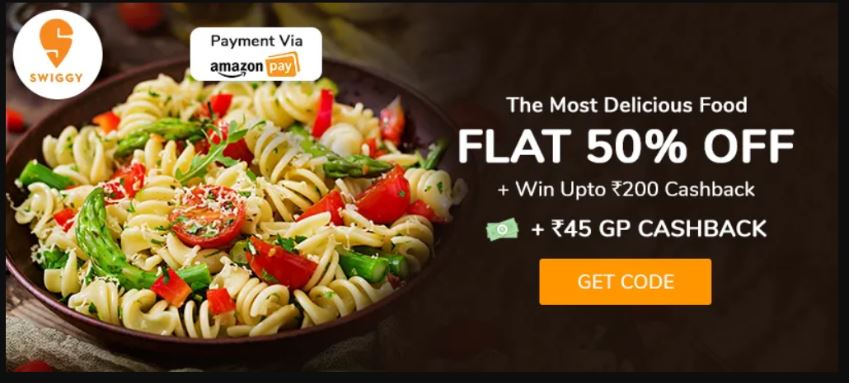 SWIGGY
Payment Via
amazon pay
The Most Delicious Food
FLAT 50% OFF
+ Win Upto ₹200 Cashback
+ ₹45 GP CASHBACK
GET CODE